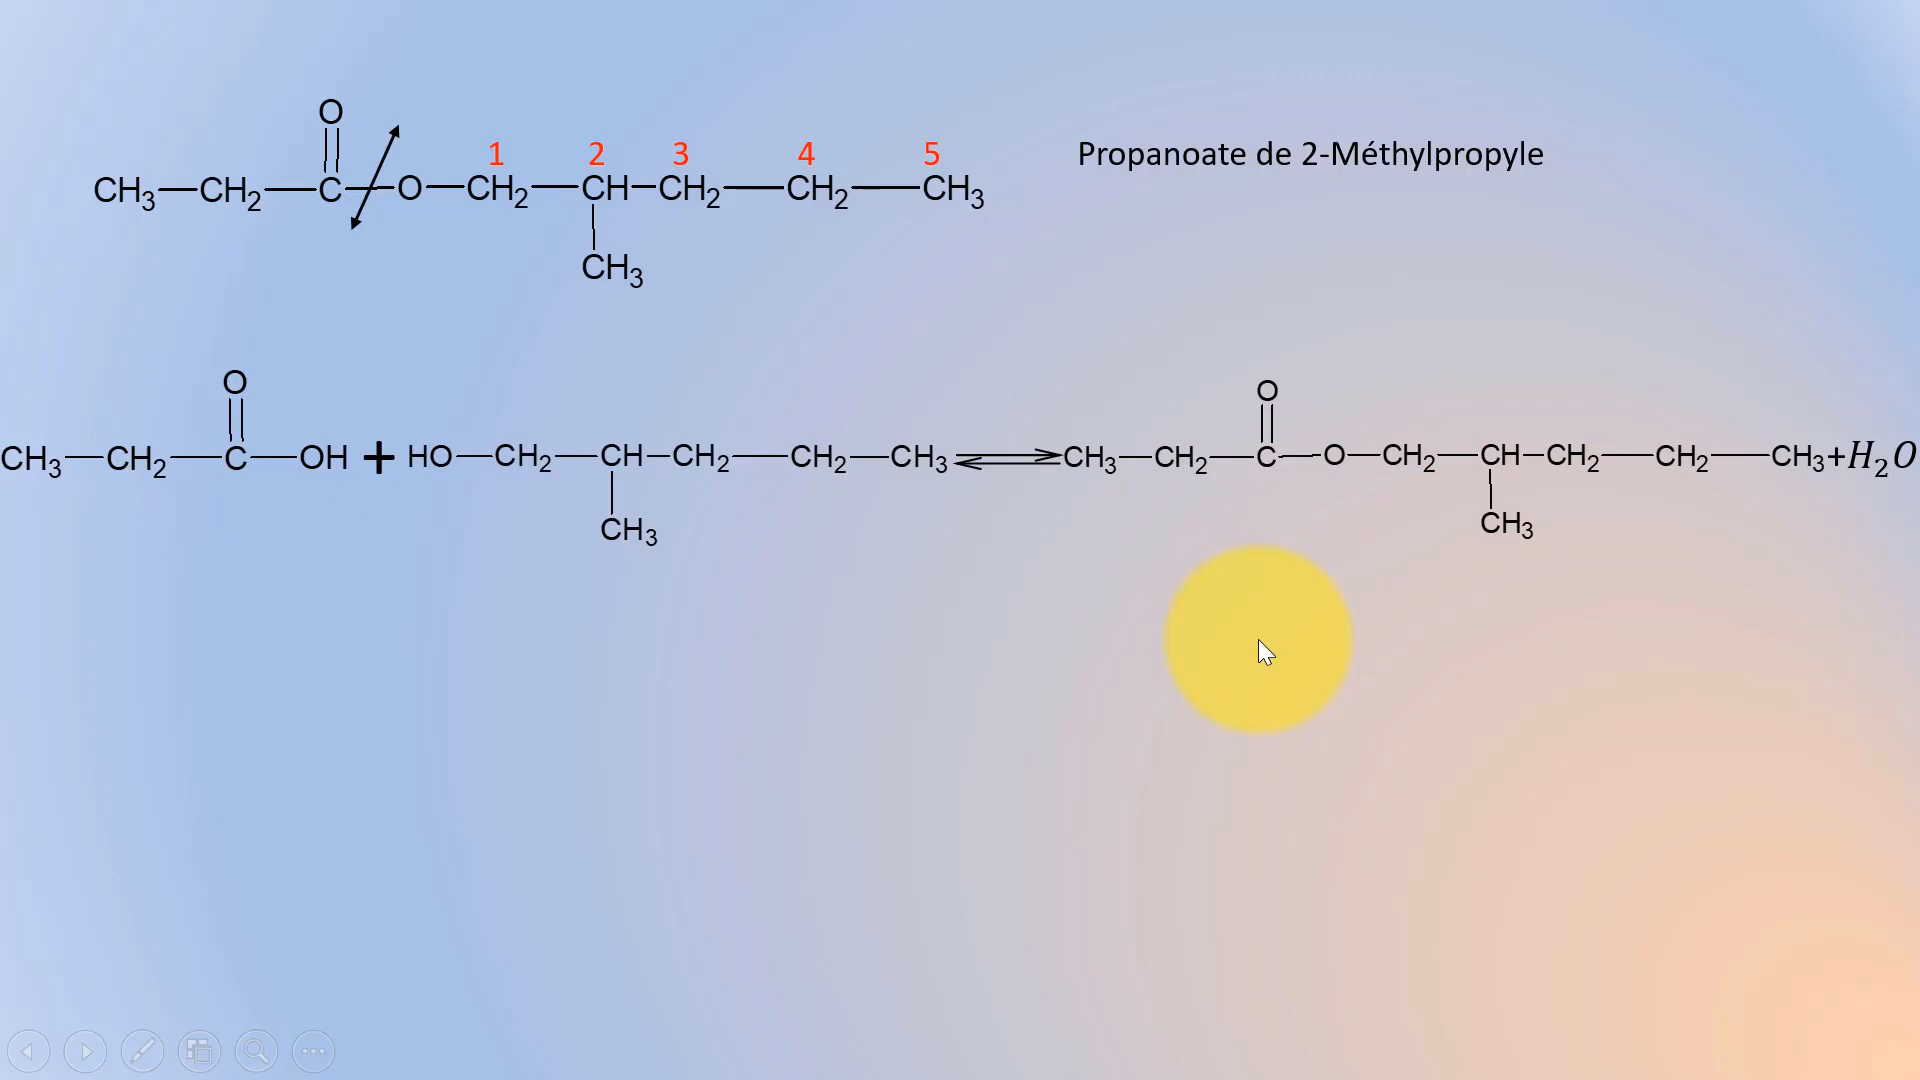 O
1 2 3 4 5 Propanoate de 2-Méthylpropyle
CH3—CH2—C—O—CH2—CH—CH2—CH2—CH3
CH3
O O
CH3—CH2—C—OH + HO—CH2—CH—CH2—CH2—CH3 ⇌ CH3—CH2—C—O—CH2—CH—CH2—CH2—CH3+H2O
CH3 CH3